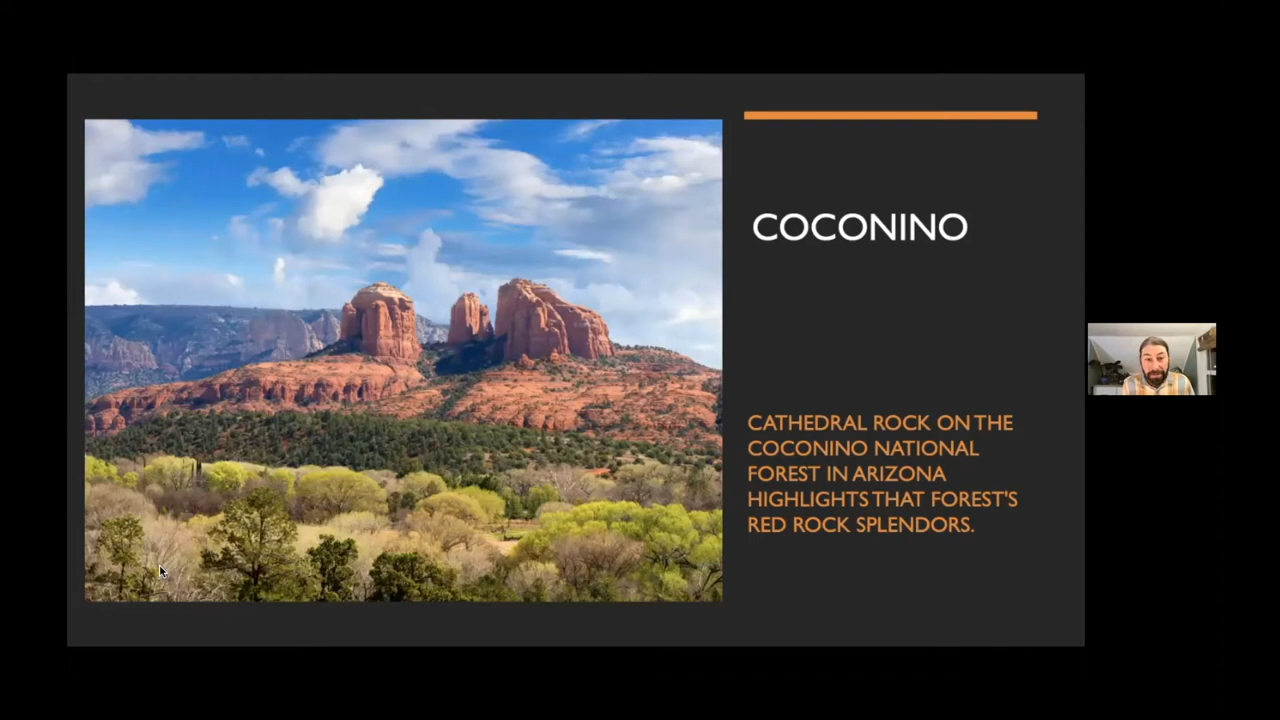 COCONINO
CATHEDRAL ROCK ON THE
COCONINO NATIONAL
FOREST IN ARIZONA
HIGHLIGHTS THAT FOREST'S
RED ROCK SPLENDORS.